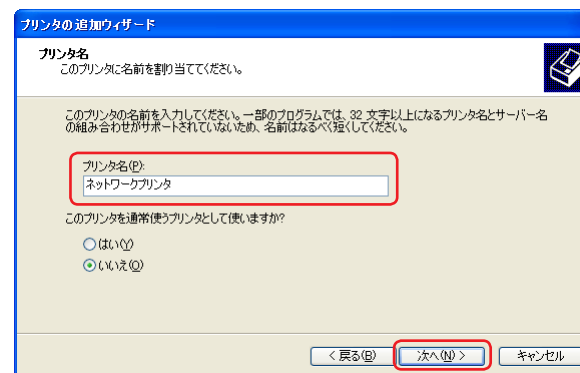 プリンタの追加ウィザード
プリンタ名
このプリンタに名前を割り当ててください。
このプリンタの名前を入力してください。一部のプログラムでは、32 文字以上になるプリンタ名とサーバー名
の組み合わせがサポートされていないため、名前はなるべく短くしてください。
プリンタ名(P):
ネットワークプリンタ
このプリンタを通常使うプリンタとして使いますか?
はい(Y)
いいえ(O)
< 戻る(B) 次へ(N) > キャンセル